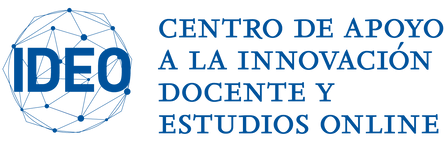 IDEO
CENTRO DE APOYO
A LA INNOVACIÓN
DOCENTE Y
ESTUDIOS ONLINE